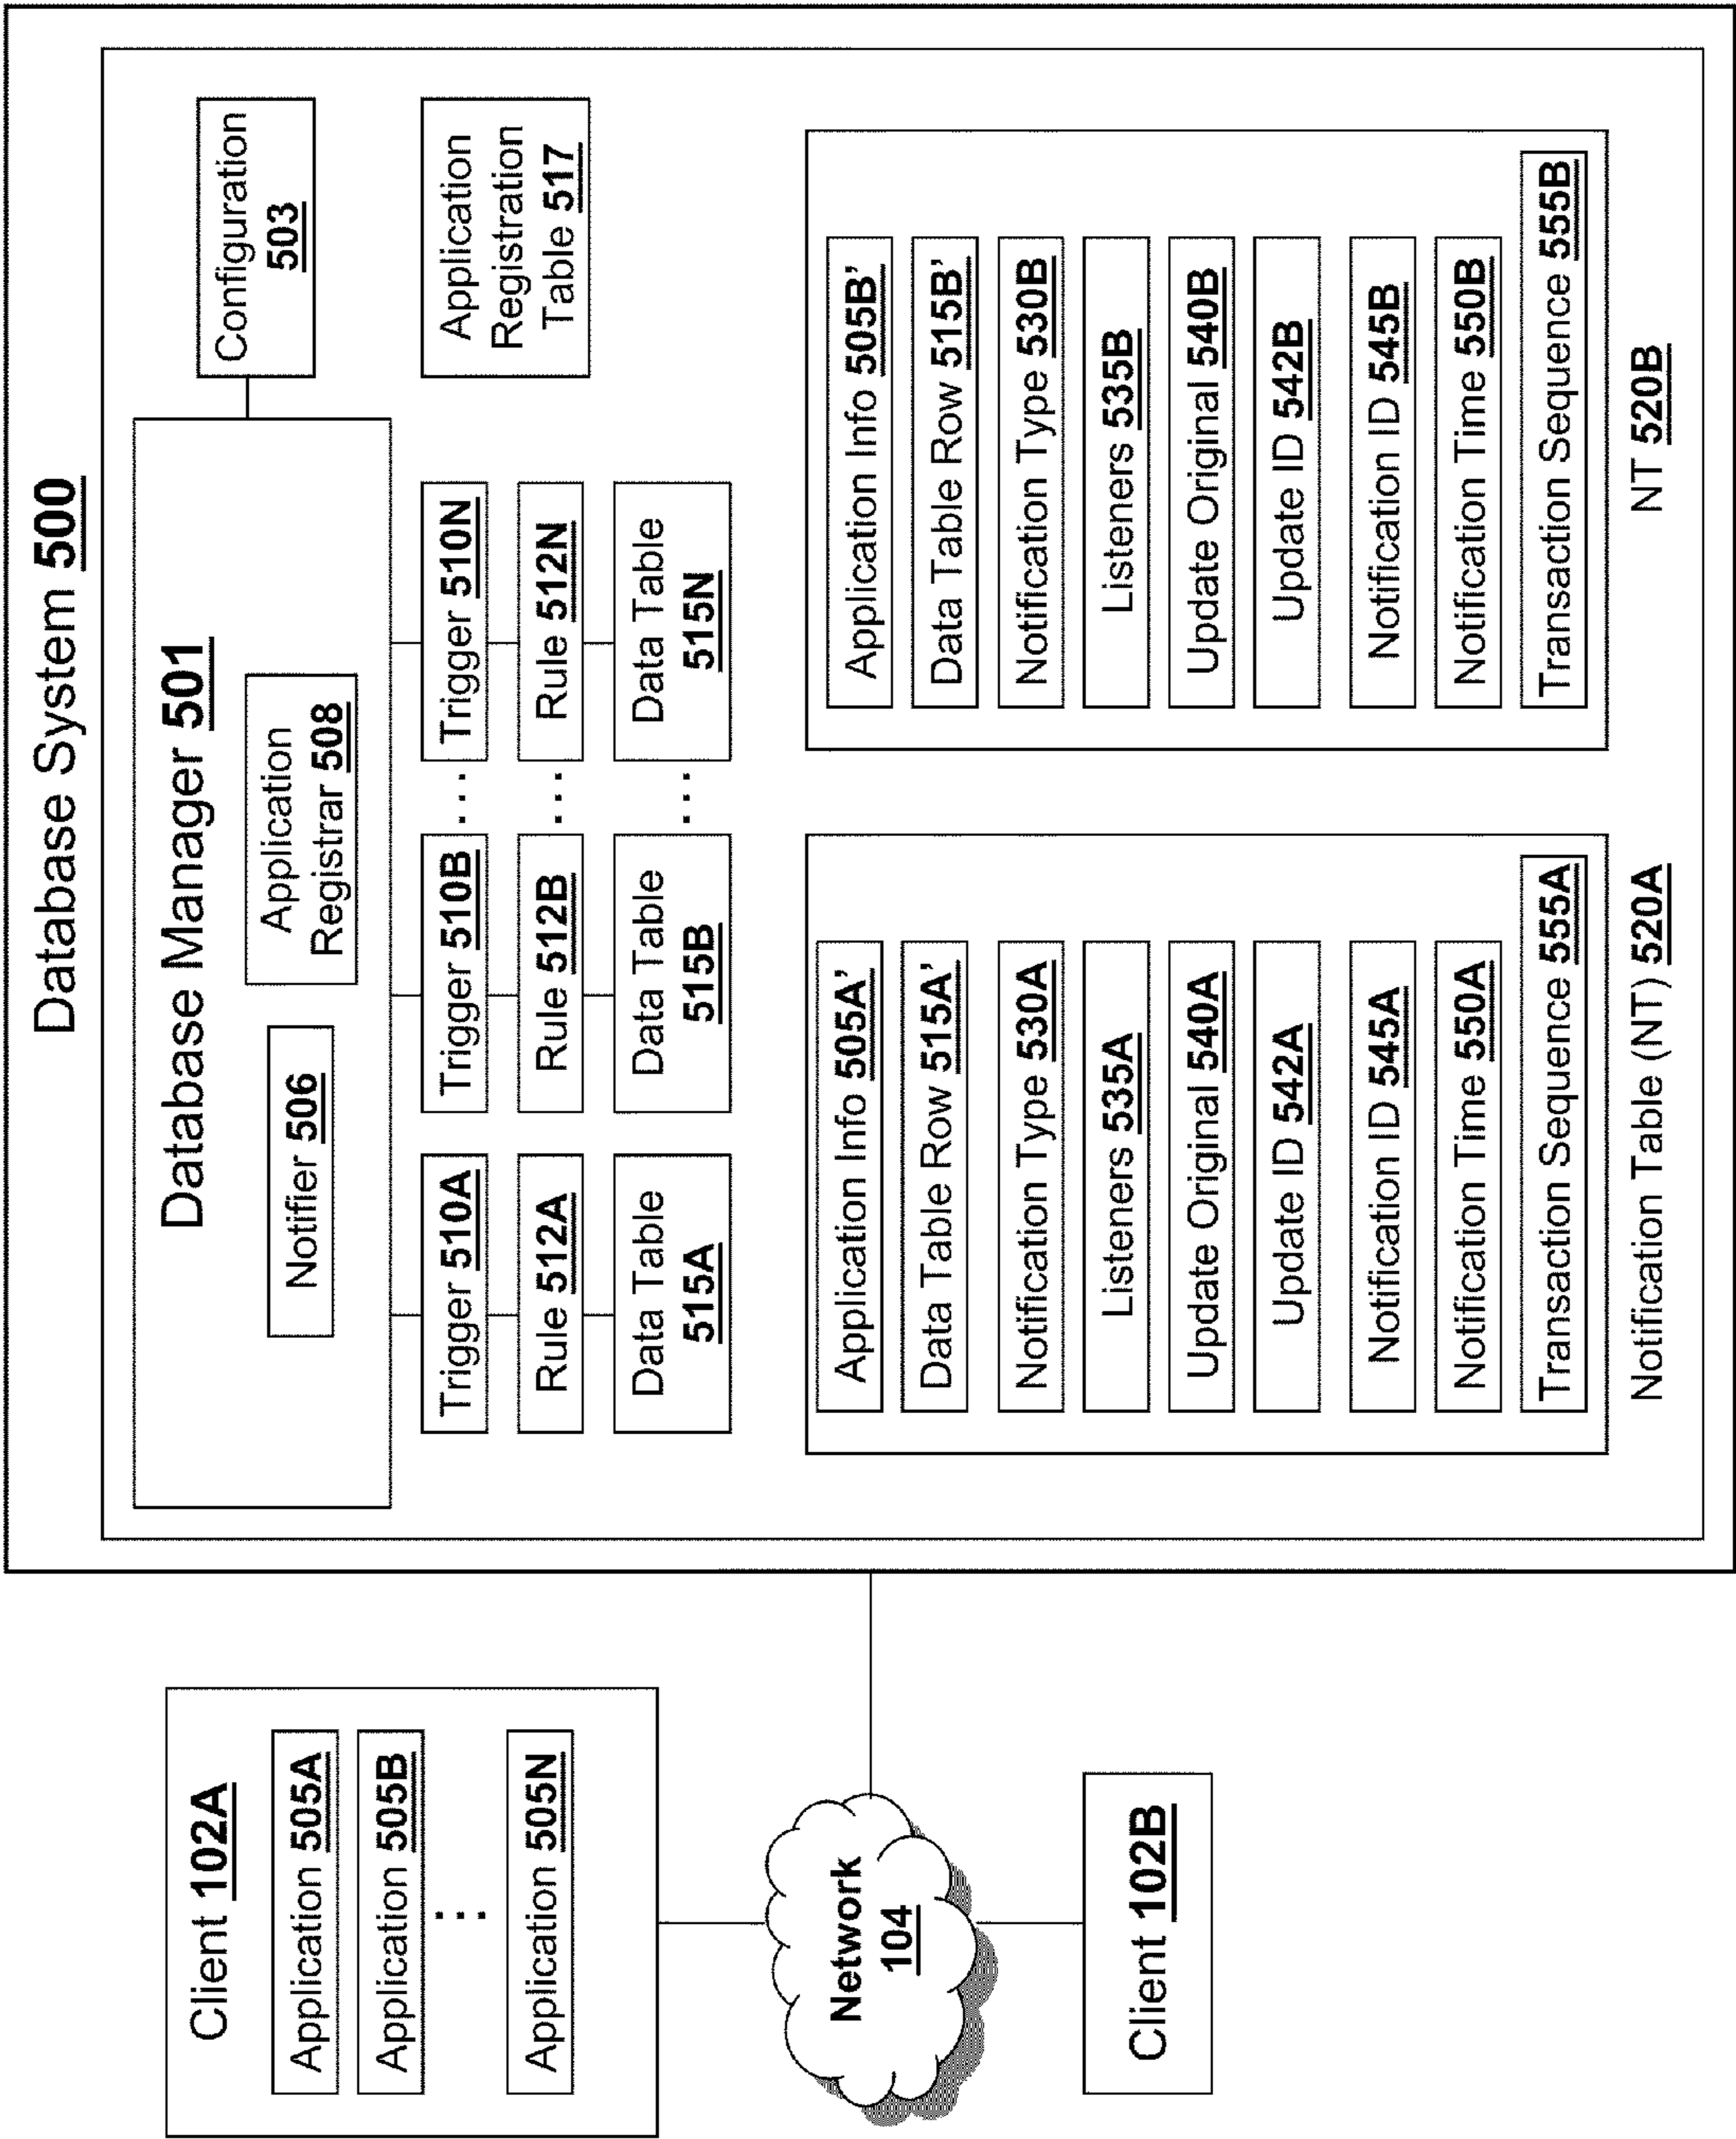 Database System 500
Client 102A
Application 505A
Application 505B
...
Application 505N
Network
104
Client 102B
Database Manager 501
Notifier 506
Application
Registrar 508
Configuration
503
Trigger 510A
Trigger 510B
...
Trigger 510N
Rule 512A
Rule 512B
...
Rule 512N
Data Table
515A
Data Table
515B
...
Data Table
515N
Application
Registration
Table 517
Application Info 505A'
Data Table Row 515A'
Notification Type 530A
Listeners 535A
Update Original 540A
Update ID 542A
Notification ID 545A
Notification Time 550A
Transaction Sequence 555A
Notification Table (NT) 520A
Application Info 505B'
Data Table Row 515B'
Notification Type 530B
Listeners 535B
Update Original 540B
Update ID 542B
Notification ID 545B
Notification Time 550B
Transaction Sequence 555B
NT 520B